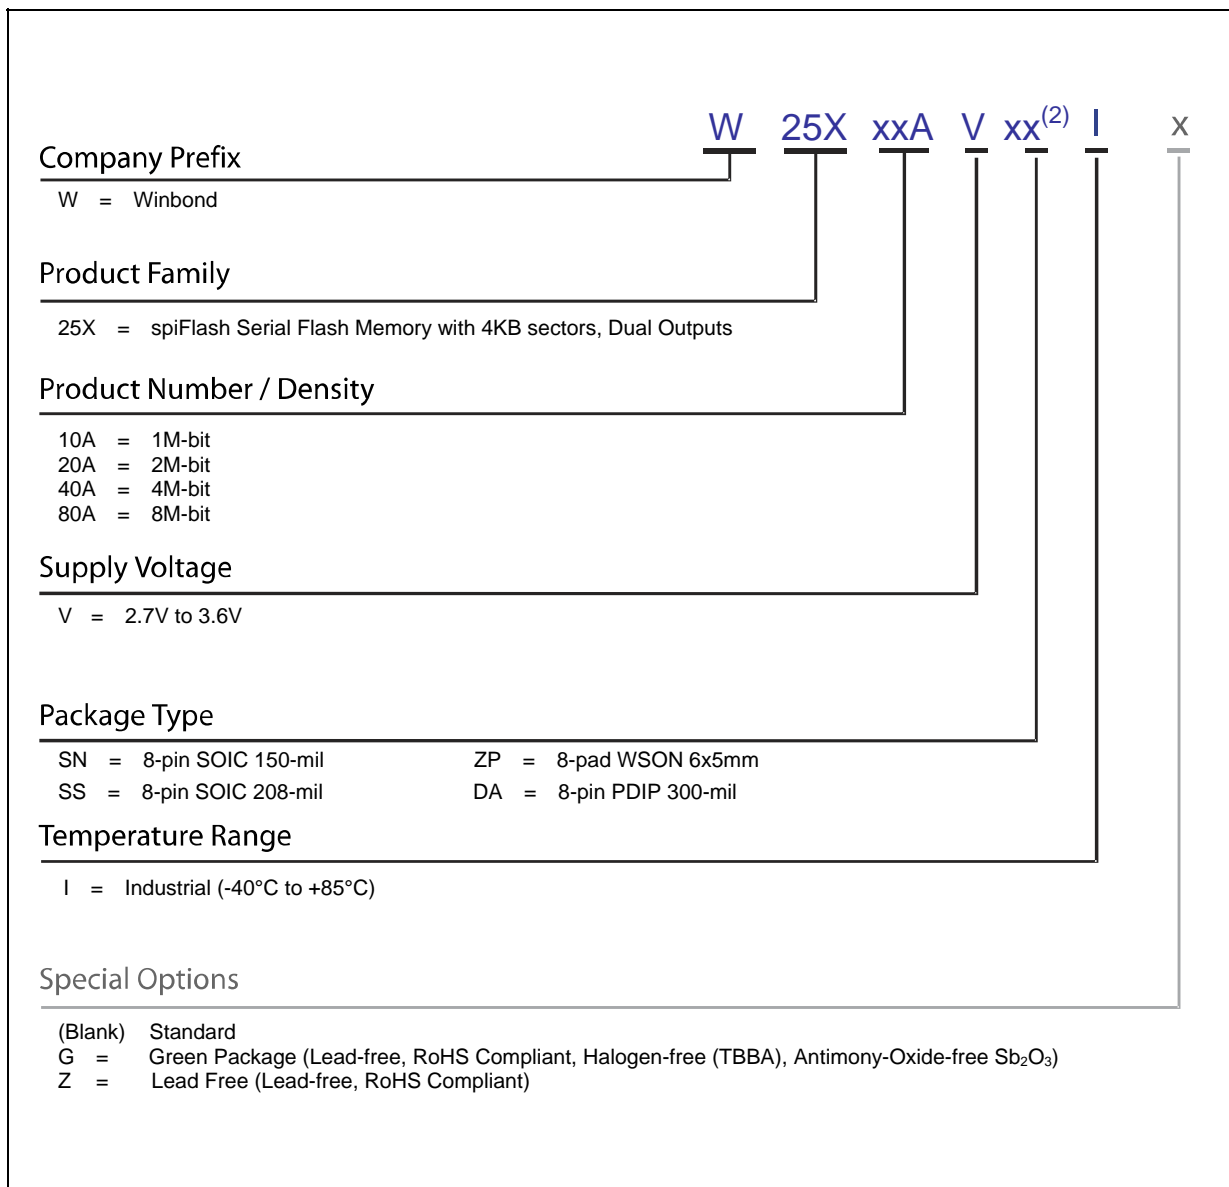 W 25X xxA V xx(2) I x
Company Prefix
W = Winbond
Product Family
25X = spiFlash Serial Flash Memory with 4KB sectors, Dual Outputs
Product Number / Density
10A = 1M-bit
20A = 2M-bit
40A = 4M-bit
80A = 8M-bit
Supply Voltage
V = 2.7V to 3.6V
Package Type
SN = 8-pin SOIC 150-mil ZP = 8-pad WSON 6x5mm
SS = 8-pin SOIC 208-mil DA = 8-pin PDIP 300-mil
Temperature Range
I = Industrial (-40°C to +85°C)
Special Options
(Blank) Standard
G = Green Package (Lead-free, RoHS Compliant, Halogen-free (TBBA), Antimony-Oxide-free Sb₂O₃)
Z = Lead Free (Lead-free, RoHS Compliant)